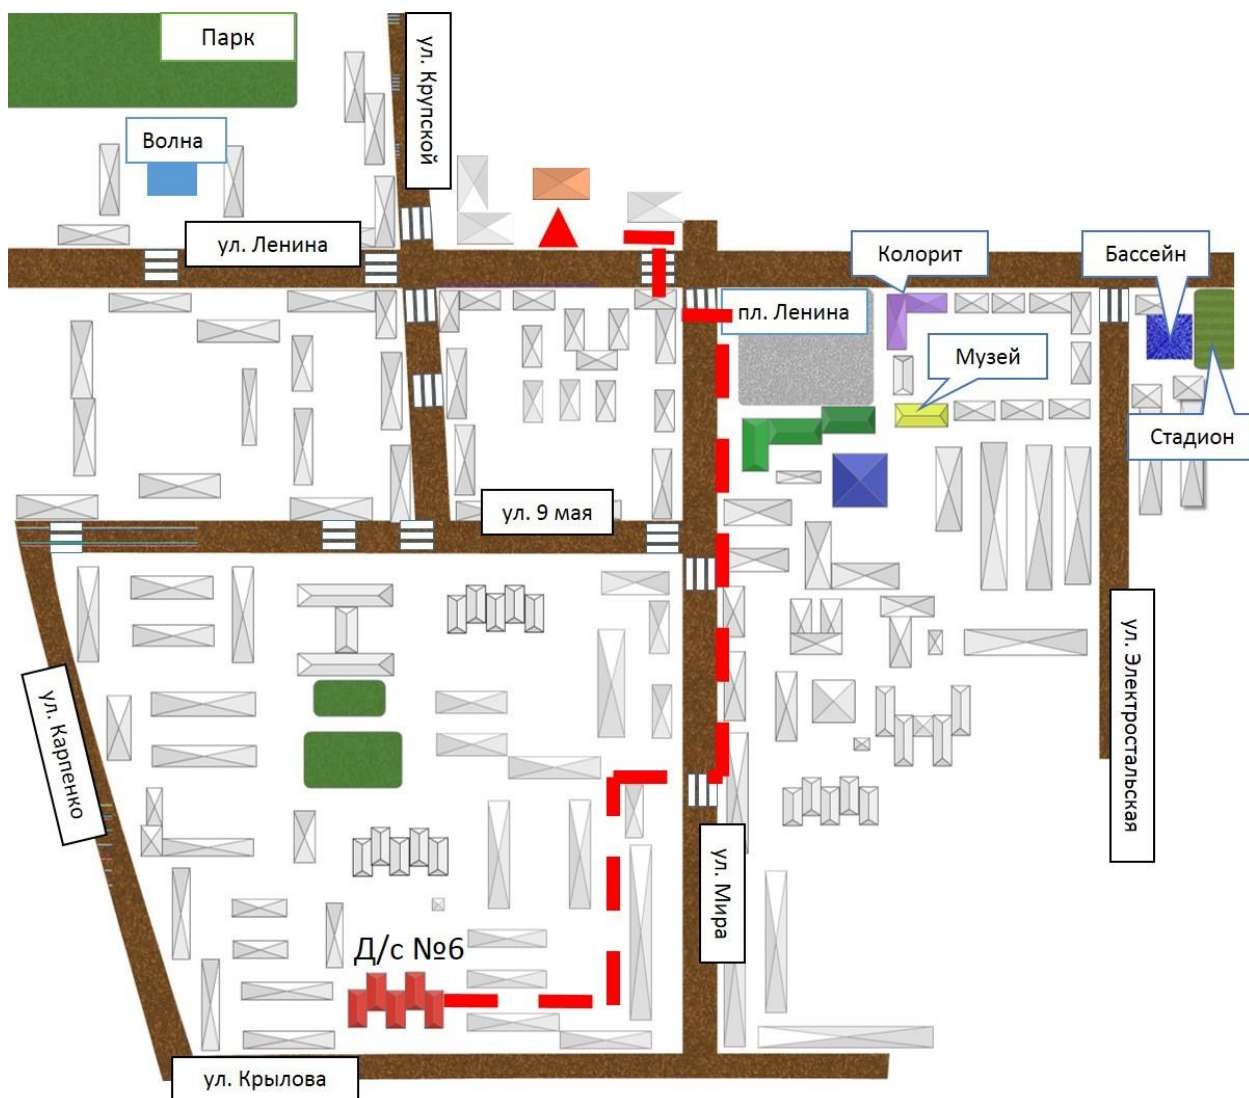 Парк
ул. Крупской
Волна
ул. Ленина
Колорит
Бассейн
пл. Ленина
Музей
Стадион
ул. 9 мая
ул. Электростальская
ул. Карпенко
ул. Мира
Д/с №6
ул. Крылова